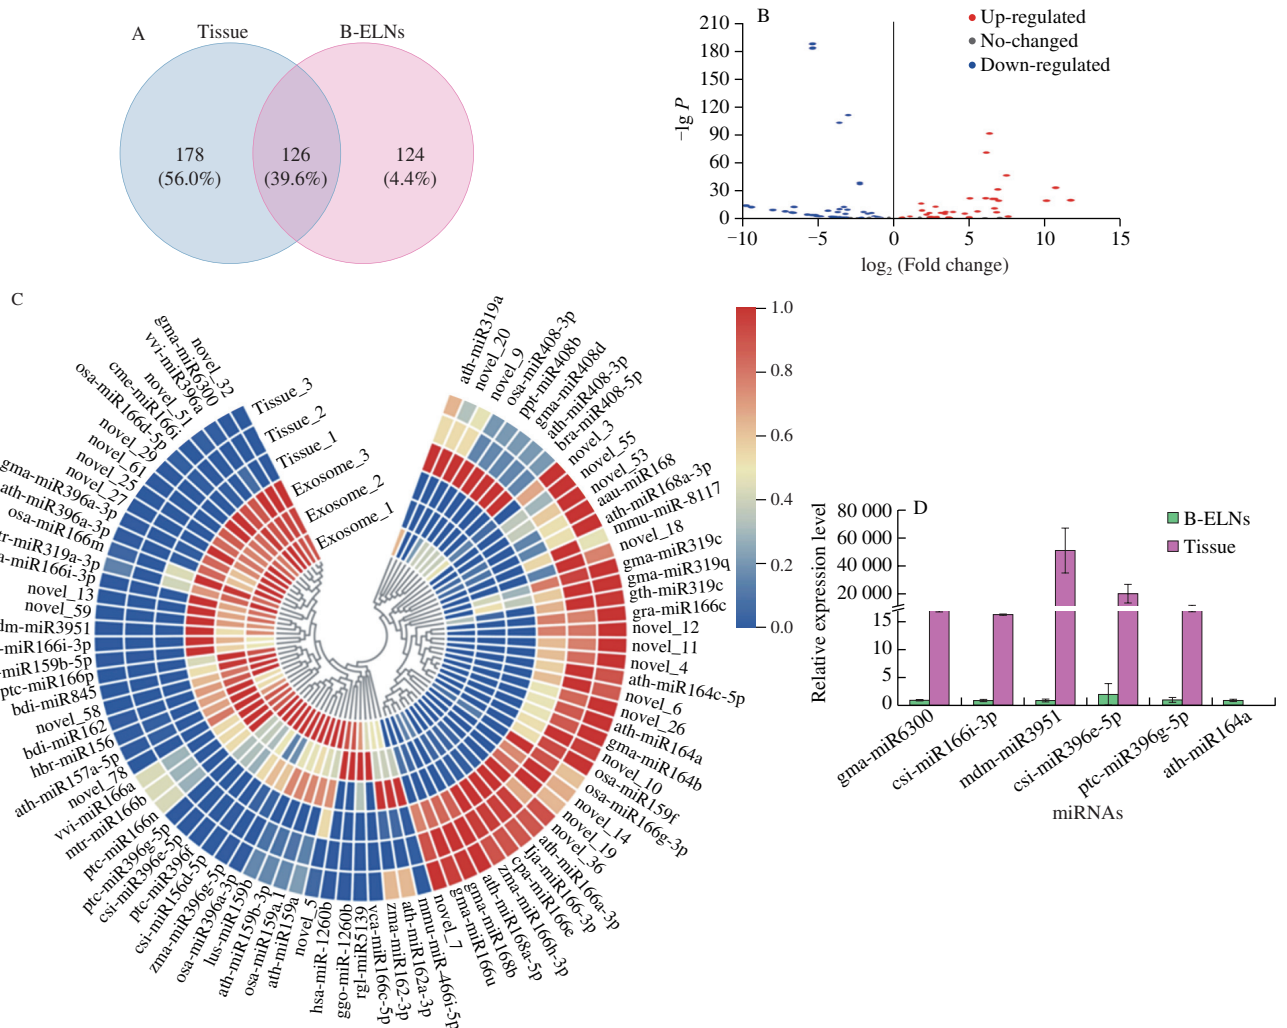 A
Tissue
B-ELNs
178
(56.0%)
126
(39.6%)
124
(4.4%)
B
Up-regulated
No-changed
Down-regulated
−lg P
210
180
150
120
90
60
30
0
−10
−5
0
5
10
15
log2 (Fold change)
C
ath-miR319a
novel_20
novel_9
osa-miR408-3p
ppt-miR408b
gma-miR408d
ath-miR408-3p
bra-miR408-5p
novel_3
novel_55
novel_53
aau-miR168
ath-miR168a-3p
mmu-miR-8117
novel_18
gma-miR319c
gma-miR319q
gth-miR319c
gra-miR166c
novel_12
novel_11
novel_4
ath-miR164c-5p
novel_6
novel_26
ath-miR164a
gma-miR164b
novel_10
osa-miR159f
osa-miR166g-3p
novel_14
novel_19
novel_36
ath-miR166a-3p
lja-miR166-3p
cpa-miR166e
zma-miR166h-3p
ath-miR168a-5p
gma-miR168b
gma-miR166u
novel_7
mmu-miR-466i-5p
ath-miR162a-3p
zma-miR162-3p
vca-miR166c-5p
rgl-miR5139
ggo-miR-1260b
hsa-miR-1260b
novel_5
ath-miR159a
osa-miR159a.1
ath-miR159b-3p
lus-miR159b
osa-miR396a-3p
zma-miR396g-5p
csi-miR156d-5p
ptc-miR396f
csi-miR396e-5p
ptc-miR396g-5p
ptc-miR166n
mtr-miR166b
vvi-miR166a
novel_78
ath-miR157a-5p
hbr-miR156
bdi-miR162
novel_58
bdi-miR845
ptc-miR166p
-miR159b-5p
-miR166i-3p
dm-miR3951
novel_59
novel_13
a-miR166i-3p
tr-miR319a-3p
osa-miR166m
ath-miR396a-3p
gma-miR396a-3p
novel_27
novel_25
novel_61
novel_29
osa-miR166d-5p
cme-miR166i
novel_51
vvi-miR396a
gma-miR6300
novel_32
Tissue_3
Tissue_2
Tissue_1
Exosome_3
Exosome_2
Exosome_1
1.0
0.8
0.6
0.4
0.2
0.0
D
B-ELNs
Tissue
Relative expression level
80 000
60 000
40 000
20 000
15
10
5
0
gma-miR6300
csi-miR166i-3p
mdm-miR3951
csi-miR396e-5p
ptc-miR396g-5p
ath-miR164a
miRNAs